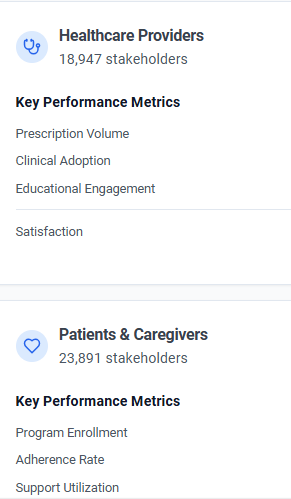 Healthcare Providers
18,947 stakeholders
Key Performance Metrics
Prescription Volume
Clinical Adoption
Educational Engagement
Satisfaction
Patients & Caregivers
23,891 stakeholders
Key Performance Metrics
Program Enrollment
Adherence Rate
Support Utilization